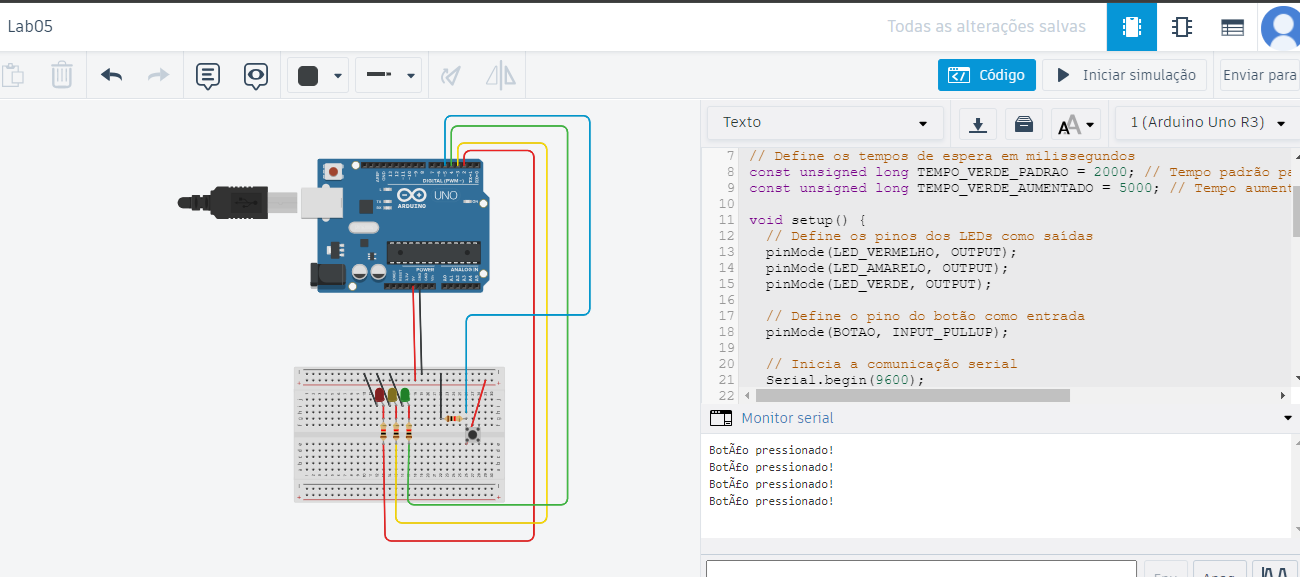 Lab05
Todas as alterações salvas
Código
Iniciar simulação
Enviar para
Texto
AA
1 (Arduino Uno R3)
7 // Define os tempos de espera em milissegundos
8 const unsigned long TEMPO_VERDE_PADRAO = 2000; // Tempo padrão pa
9 const unsigned long TEMPO_VERDE_AUMENTADO = 5000; // Tempo aument
10
11 void setup() {
12 // Define os pinos dos LEDs como saídas
13 pinMode(LED_VERMELHO, OUTPUT);
14 pinMode(LED_AMARELO, OUTPUT);
15 pinMode(LED_VERDE, OUTPUT);
16
17 // Define o pino do botão como entrada
18 pinMode(BOTAO, INPUT_PULLUP);
19
20 // Inicia a comunicação serial
21 Serial.begin(9600);
22
Monitor serial
BotÃ£o pressionado!
BotÃ£o pressionado!
BotÃ£o pressionado!
BotÃ£o pressionado!
DIGITAL (PWM~)
UNO
ARDUINO
POWER
ANALOG IN